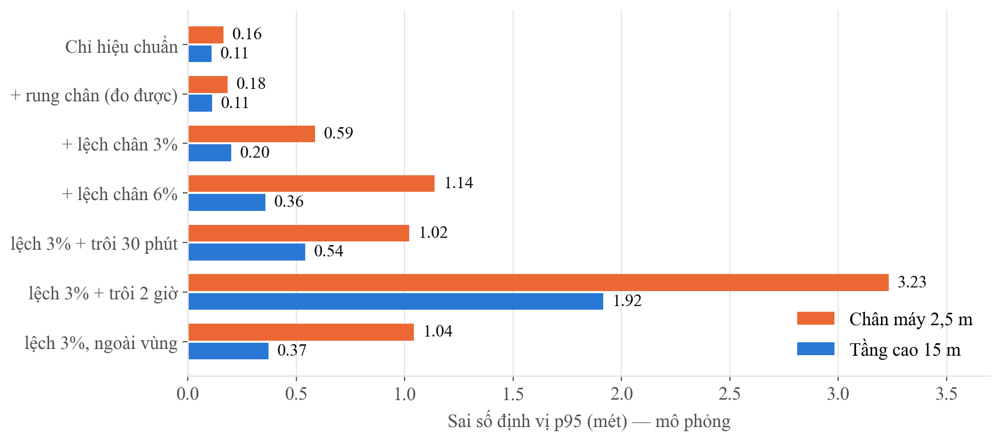 Chỉ hiệu chuẩn
0.16
0.11
+ rung chân (đo được)
0.18
0.11
+ lệch chân 3%
0.59
0.20
+ lệch chân 6%
1.14
0.36
lệch 3% + trôi 30 phút
1.02
0.54
lệch 3% + trôi 2 giờ
3.23
1.92
lệch 3%, ngoài vùng
1.04
0.37
Chân máy 2,5 m
Tầng cao 15 m
0.0 0.5 1.0 1.5 2.0 2.5 3.0 3.5
Sai số định vị p95 (mét) — mô phỏng